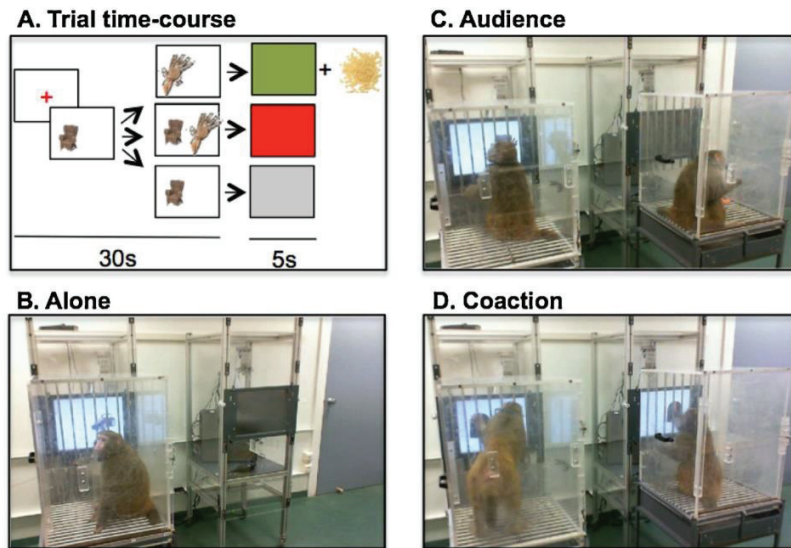 A. Trial time-course
+
30s
5s
C. Audience
B. Alone
D. Coaction